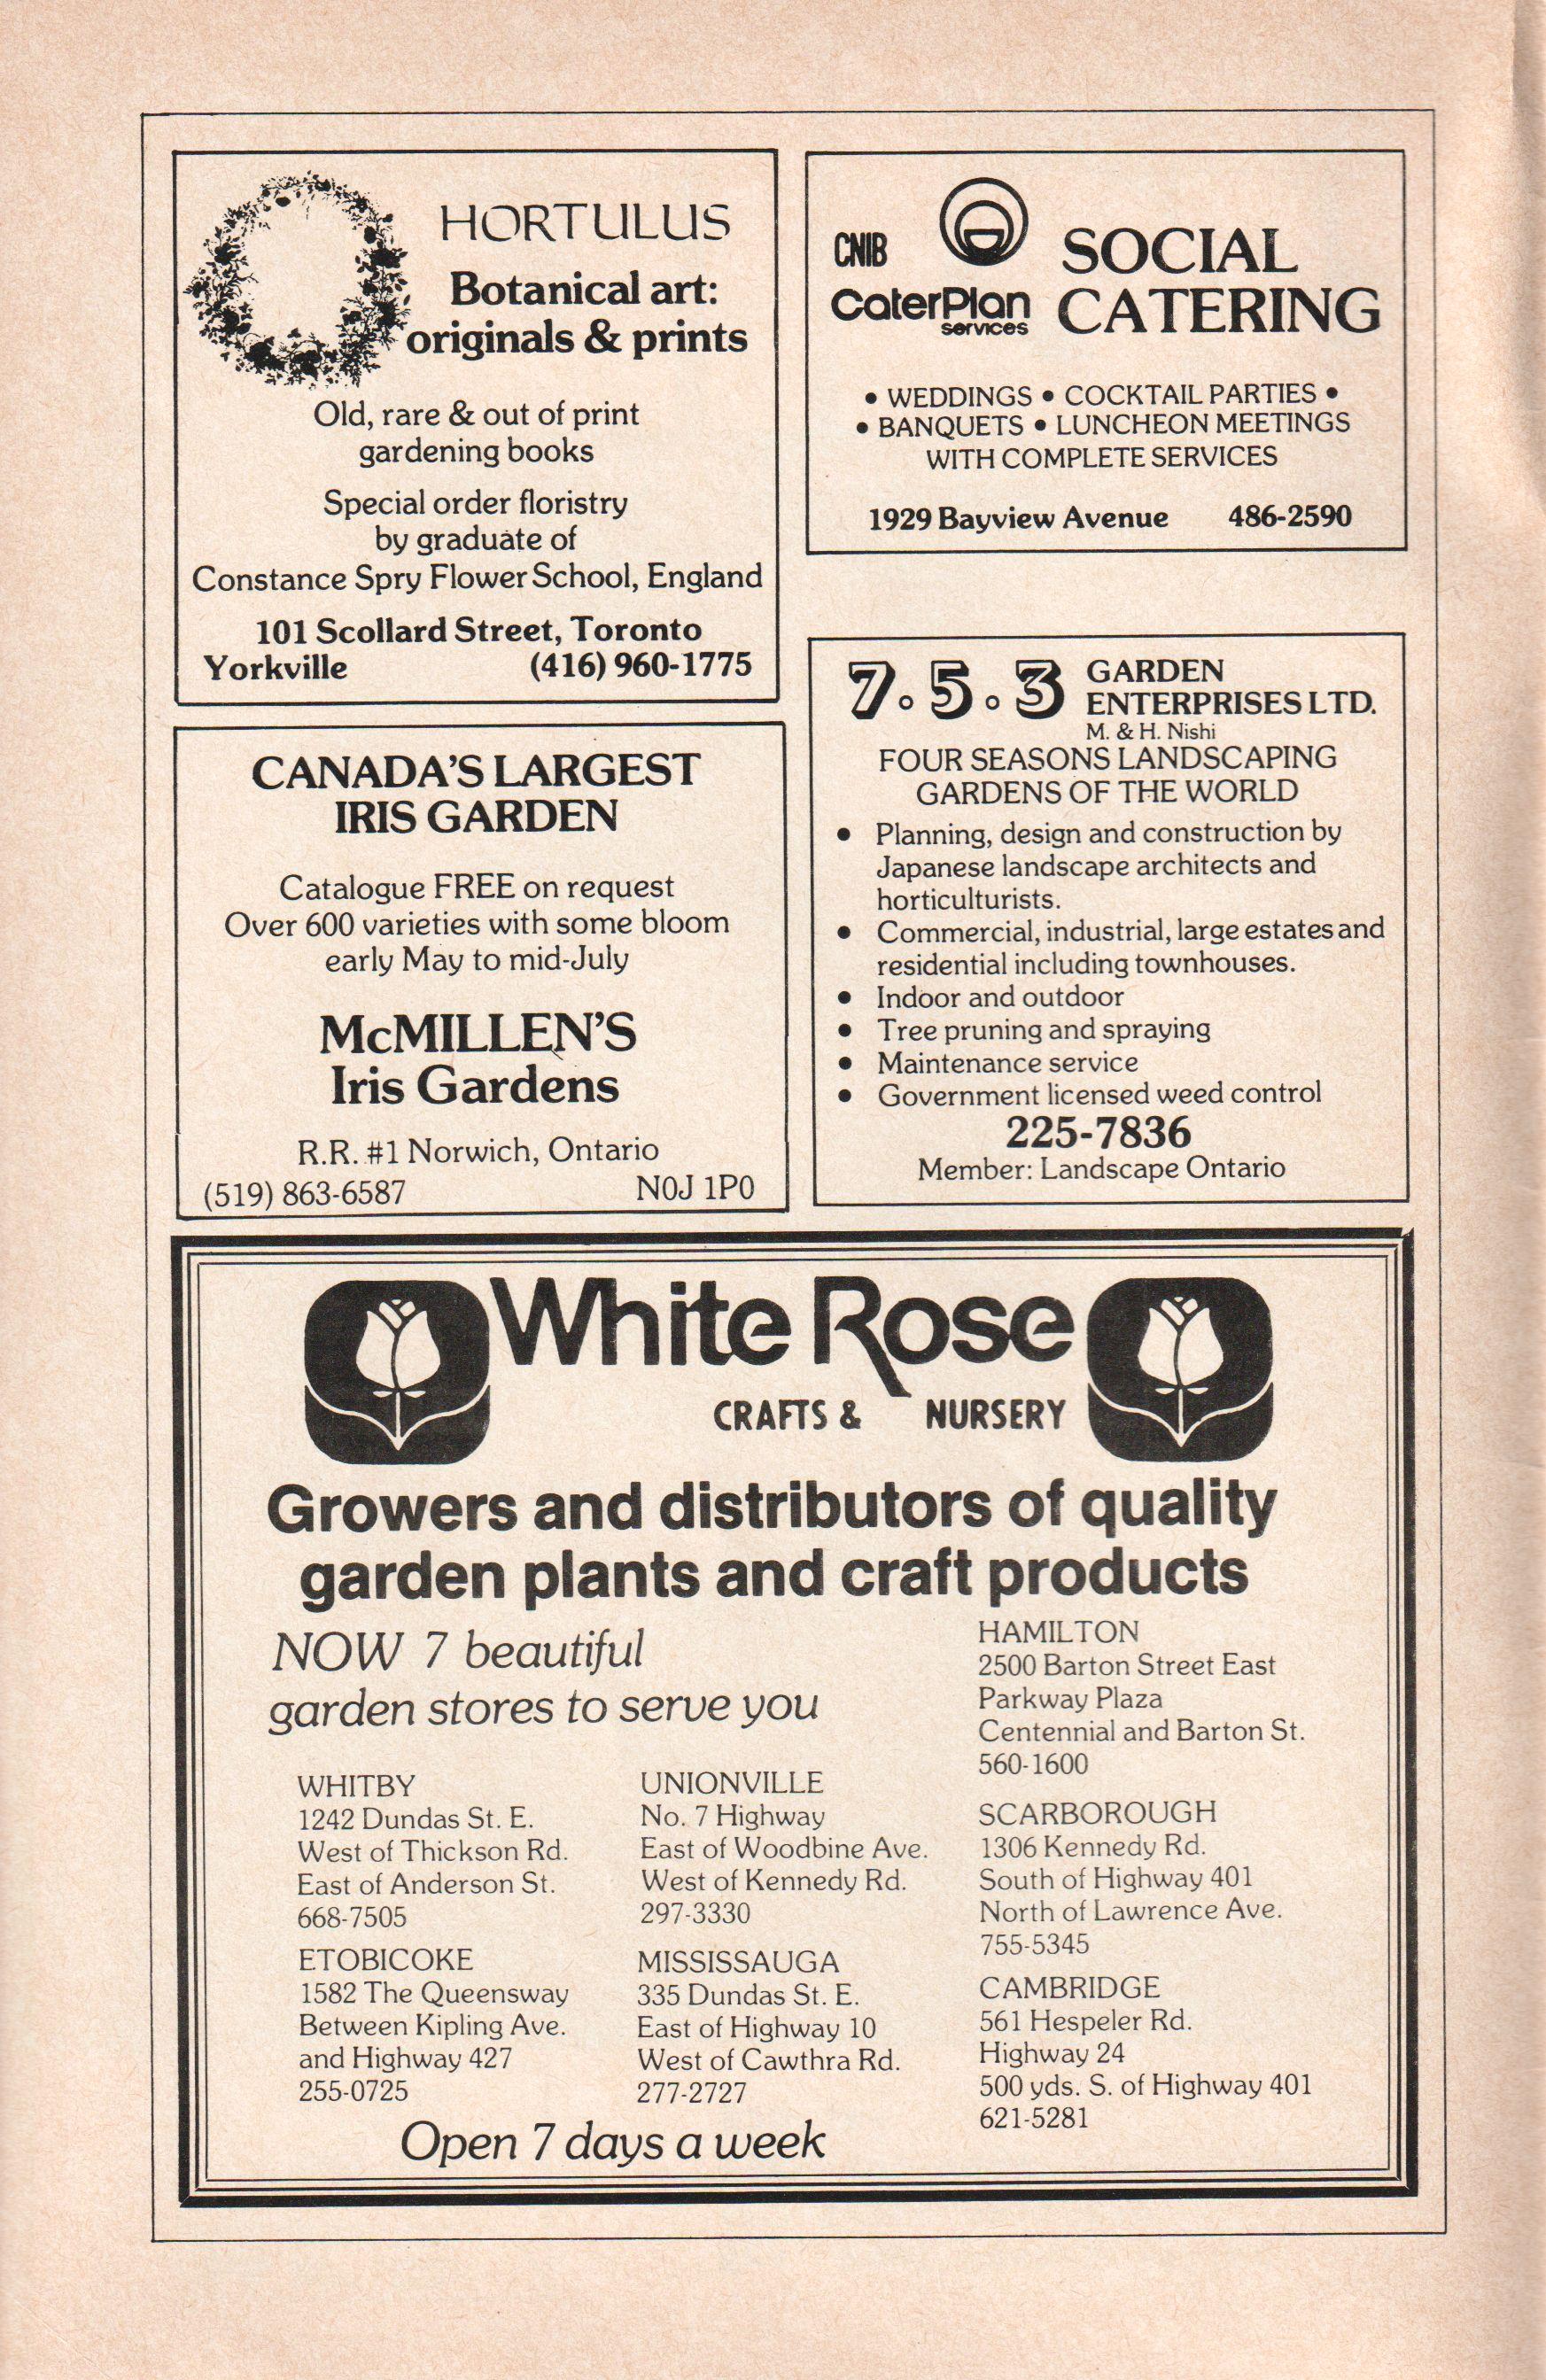 HORTULUS
Botanical art:
originals & prints
Old, rare & out of print
gardening books
Special order floristry
by graduate of
Constance Spry Flower School, England
101 Scollard Street, Toronto
Yorkville (416) 960-1775
CNIB
CaterPlan
services
SOCIAL
CATERING
• WEDDINGS • COCKTAIL PARTIES •
• BANQUETS • LUNCHEON MEETINGS
WITH COMPLETE SERVICES
1929 Bayview Avenue 486-2590
CANADA'S LARGEST
IRIS GARDEN
Catalogue FREE on request
Over 600 varieties with some bloom
early May to mid-July
McMILLEN'S
Iris Gardens
R.R. #1 Norwich, Ontario
(519) 863-6587 N0J 1P0
7.5.3 GARDEN
ENTERPRISES LTD.
M. & H. Nishi
FOUR SEASONS LANDSCAPING
GARDENS OF THE WORLD
• Planning, design and construction by
Japanese landscape architects and
horticulturists.
• Commercial, industrial, large estates and
residential including townhouses.
• Indoor and outdoor
• Tree pruning and spraying
• Maintenance service
• Government licensed weed control
225-7836
Member: Landscape Ontario
White Rose
CRAFTS & NURSERY
Growers and distributors of quality
garden plants and craft products
NOW 7 beautiful
garden stores to serve you
WHITBY
1242 Dundas St. E.
West of Thickson Rd.
East of Anderson St.
668-7505
ETOBICOKE
1582 The Queensway
Between Kipling Ave.
and Highway 427
255-0725
UNIONVILLE
No. 7 Highway
East of Woodbine Ave.
West of Kennedy Rd.
297-3330
MISSISSAUGA
335 Dundas St. E.
East of Highway 10
West of Cawthra Rd.
277-2727
HAMILTON
2500 Barton Street East
Parkway Plaza
Centennial and Barton St.
560-1600
SCARBOROUGH
1306 Kennedy Rd.
South of Highway 401
North of Lawrence Ave.
755-5345
CAMBRIDGE
561 Hespeler Rd.
Highway 24
500 yds. S. of Highway 401
621-5281
Open 7 days a week